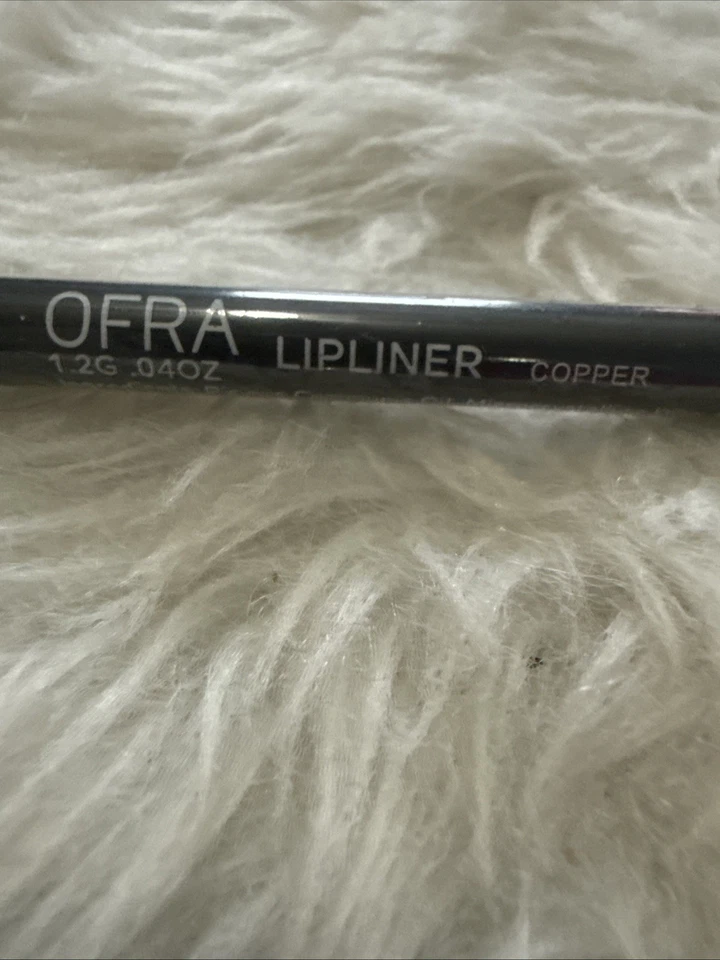 OFRA
LIPLINER
COPPER
1.2G .04OZ